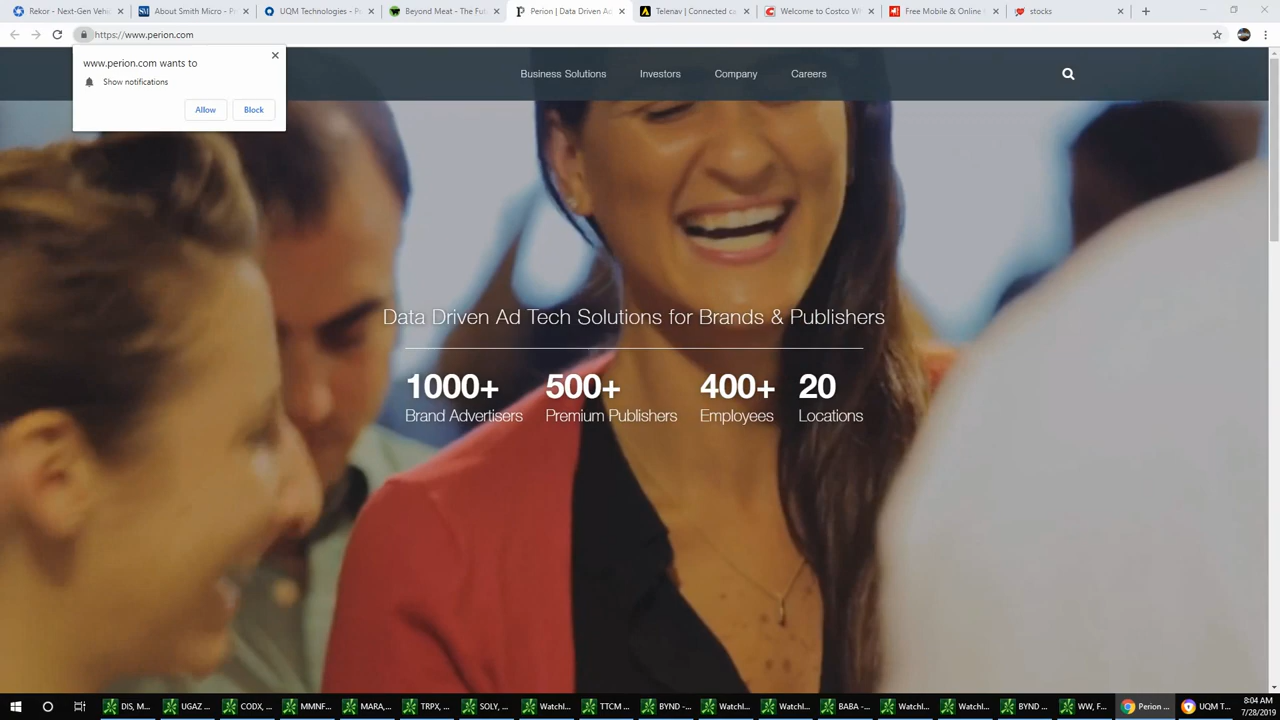 Rekor - Next-Gen Vehic
About Smith Micro - Pr
UQM Technologies - P
Beyond Meat - The Fut
Perion | Data Driven Ad
Telenav | Connected c
Welcome to Costco W
Free Mobile & Online
stocks
https://www.perion.com
www.perion.com wants to
Show notifications
Allow
Block
Business Solutions
Investors
Company
Careers
Data Driven Ad Tech Solutions for Brands & Publishers
1000+
Brand Advertisers
500+
Premium Publishers
400+
Employees
20
Locations
DIS, M...
UGAZ ...
CODX, ...
MMNF...
MARA,...
TRPX, ...
SOLY, ...
Watchl...
TTCM ...
BYND -...
Watchl...
Watchl...
BABA -...
Watchl...
Watchl...
BYND ...
WW, F...
Perion ...
UQM T...
8:04 AM
7/28/2019